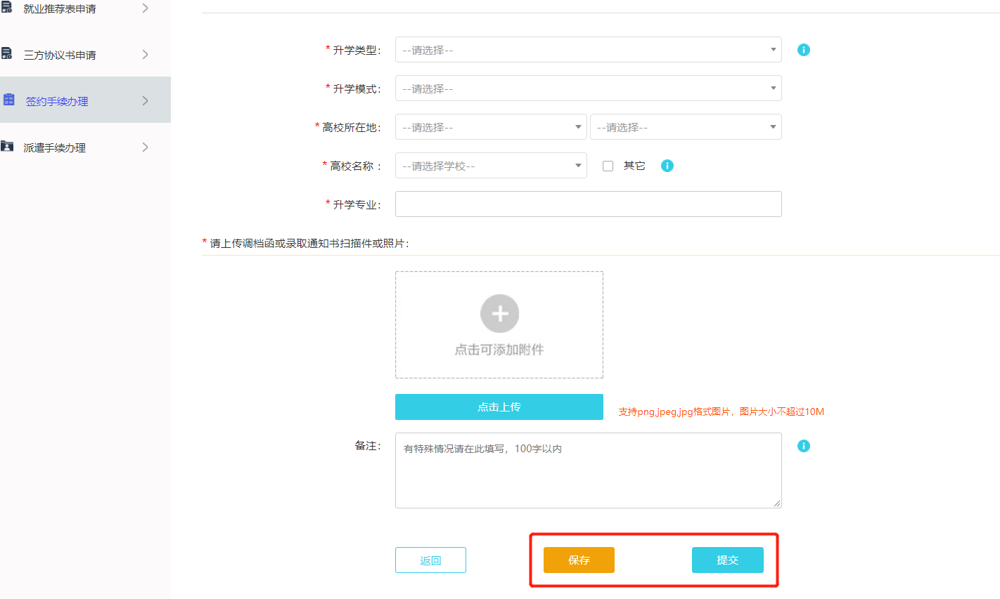 就业推荐表申请
三方协议书申请
签约手续办理
派遣手续办理
* 升学类型： --请选择--
* 升学模式： --请选择--
* 高校所在地： --请选择-- --请选择--
* 高校名称 ： --请选择学校-- 其它
* 升学专业：
* 请上传调档函或录取通知书扫描件或照片：
点击可添加附件
点击上传 支持png,jpeg,jpg格式图片，图片大小不超过10M
备注： 有特殊情况请在此填写，100字以内
返回 保存 提交